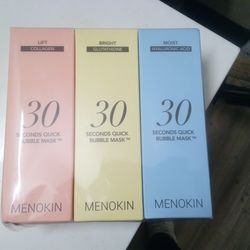 LIFT
COLLAGEN
30
SECONDS QUICK
BUBBLE MASK™
MENOKIN
BRIGHT
GLUTATHIONE
30
SECONDS QUICK
BUBBLE MASK™
MENOKIN
MOIST
HYALURONIC ACID
30
SECONDS QUICK
BUBBLE MASK™
MENOKIN